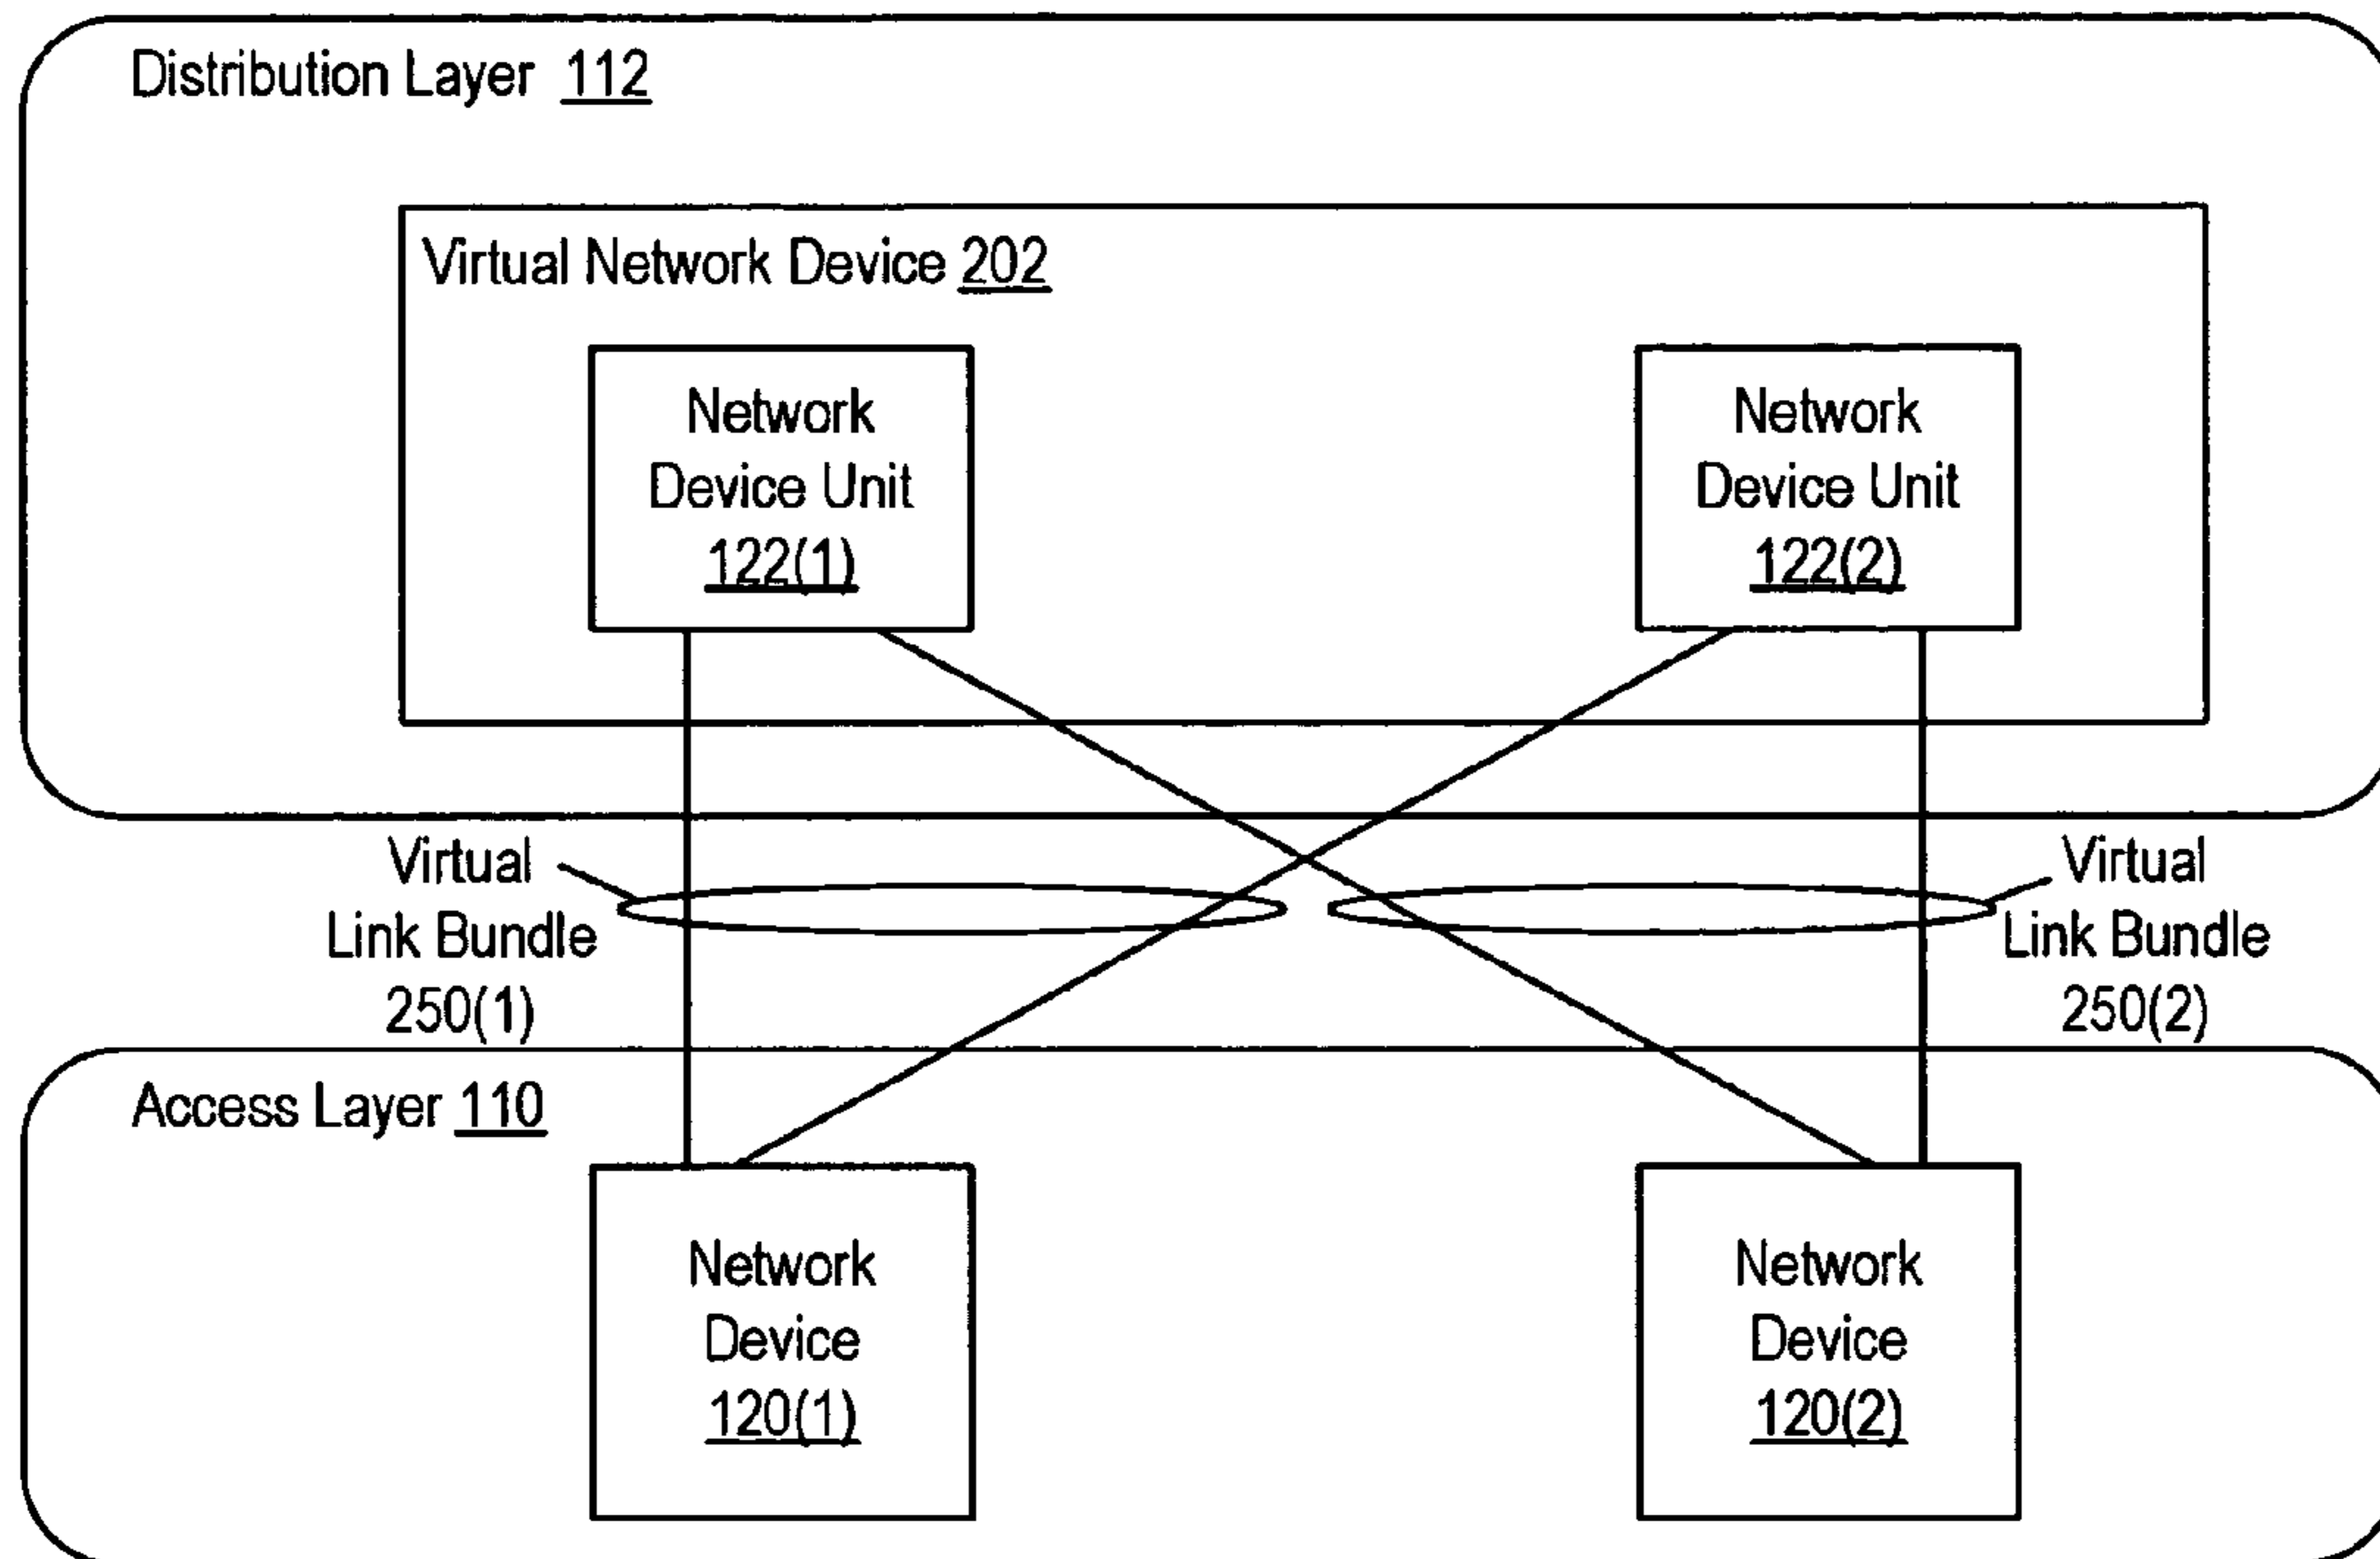 Distribution Layer 112
Virtual Network Device 202
Network
Device Unit
122(1)
Network
Device Unit
122(2)
Virtual
Link Bundle
250(1)
Virtual
Link Bundle
250(2)
Access Layer 110
Network
Device
120(1)
Network
Device
120(2)